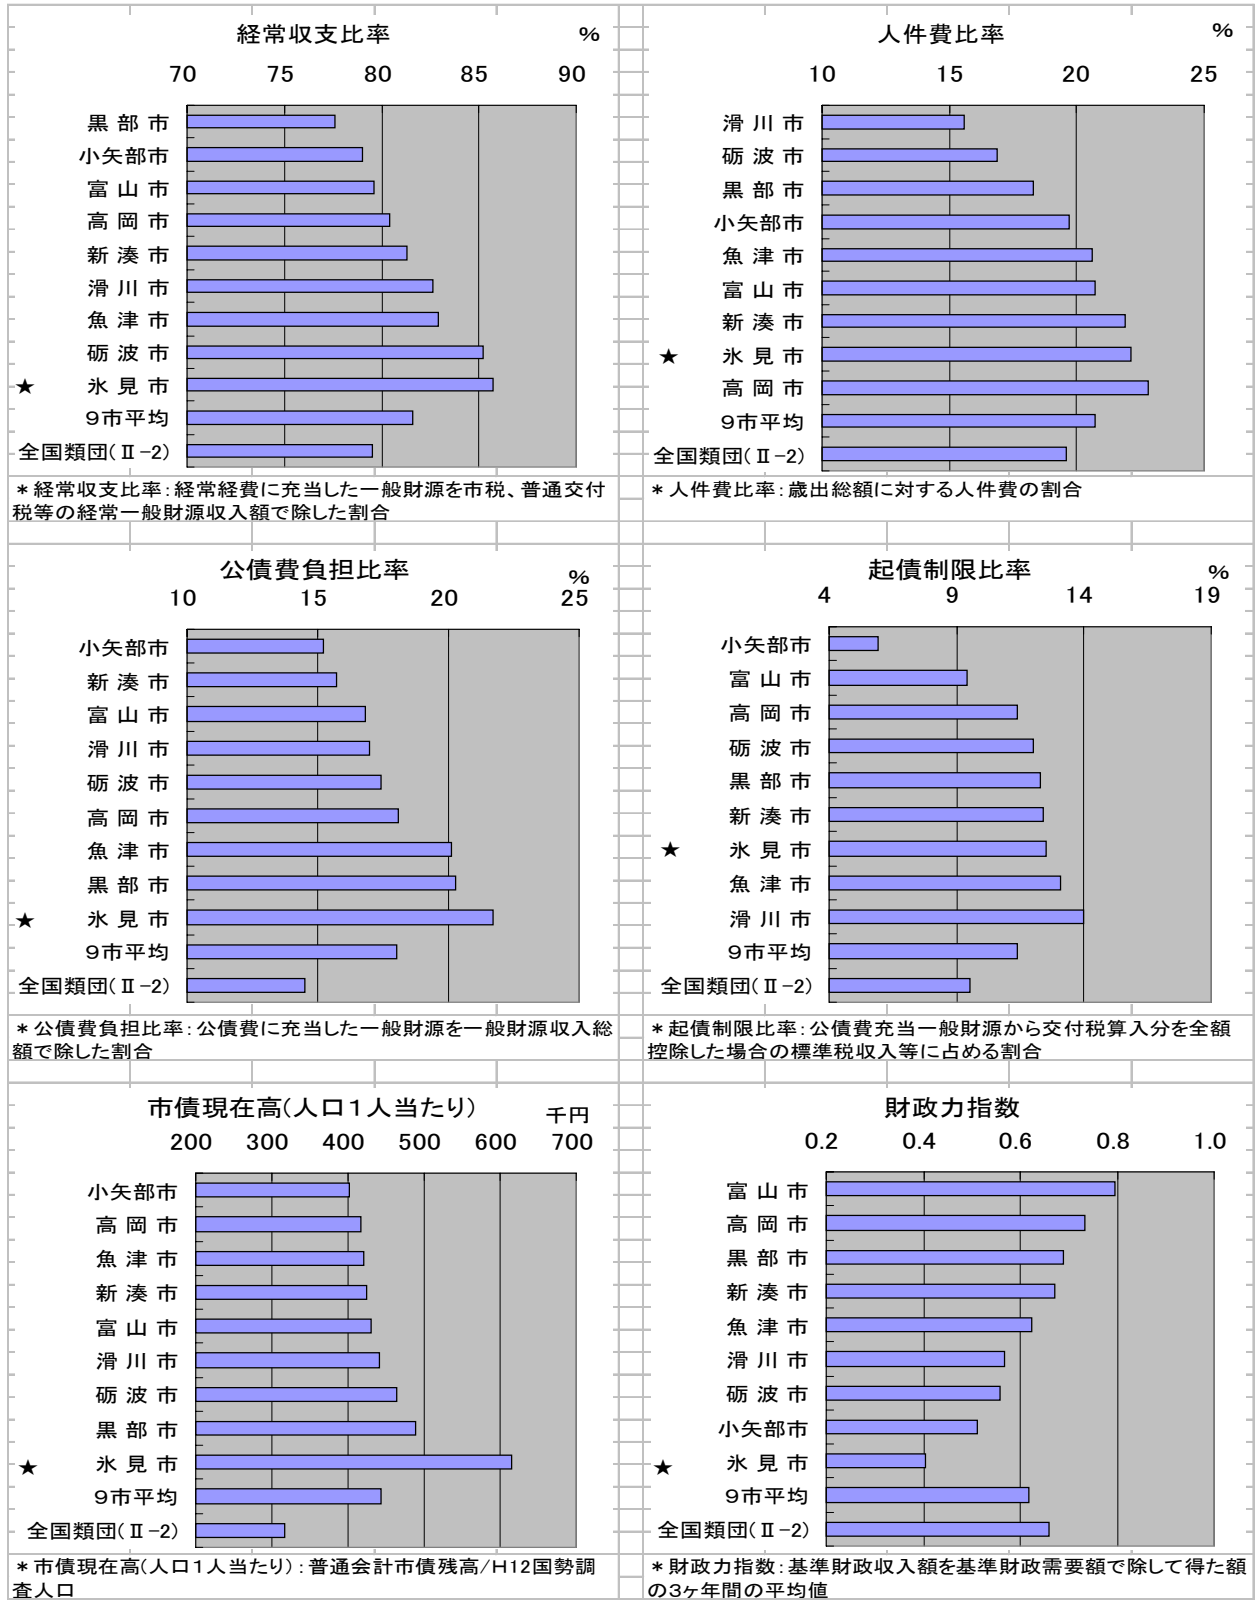 経常収支比率
%
70 75 80 85 90
黒部市
小矢部市
富山市
高岡市
新湊市
滑川市
魚津市
砺波市
★ 氷見市
9市平均
全国類団(Ⅱ-2)
*経常収支比率:経常経費に充当した一般財源を市税、普通交付
税等の経常一般財源収入額で除した割合
人件費比率
%
10 15 20 25
滑川市
砺波市
黒部市
小矢部市
魚津市
富山市
新湊市
★ 氷見市
高岡市
9市平均
全国類団(Ⅱ-2)
*人件費比率:歳出総額に対する人件費の割合
公債費負担比率
%
10 15 20 25
小矢部市
新湊市
富山市
滑川市
砺波市
高岡市
魚津市
黒部市
★ 氷見市
9市平均
全国類団(Ⅱ-2)
*公債費負担比率:公債費に充当した一般財源を一般財源収入総
額で除した割合
起債制限比率
%
4 9 14 19
小矢部市
富山市
高岡市
砺波市
黒部市
新湊市
★ 氷見市
魚津市
滑川市
9市平均
全国類団(Ⅱ-2)
*起債制限比率:公債費充当一般財源から交付税算入分を全額
控除した場合の標準税収入等に占める割合
市債現在高(人口1人当たり)
千円
200 300 400 500 600 700
小矢部市
高岡市
魚津市
新湊市
富山市
滑川市
砺波市
黒部市
★ 氷見市
9市平均
全国類団(Ⅱ-2)
*市債現在高(人口1人当たり):普通会計市債残高/H12国勢調
査人口
財政力指数
0.2 0.4 0.6 0.8 1.0
富山市
高岡市
黒部市
新湊市
魚津市
滑川市
砺波市
小矢部市
★ 氷見市
9市平均
全国類団(Ⅱ-2)
*財政力指数:基準財政収入額を基準財政需要額で除して得た額
の3ヶ年間の平均値